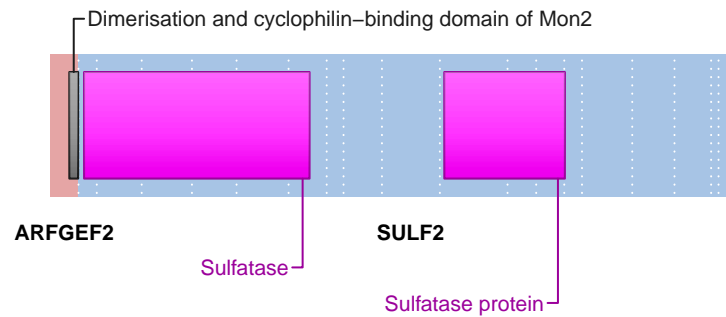 Dimerisation and cyclophilin−binding domain of Mon2
ARFGEF2
SULF2
Sulfatase
Sulfatase protein